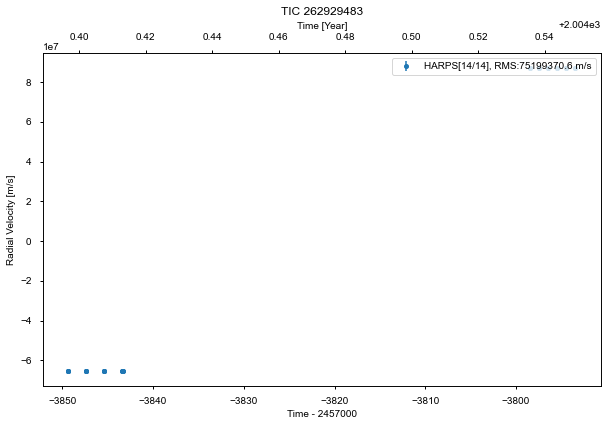 TIC 262929483
Time [Year]
+2.004e3
0.40 0.42 0.44 0.46 0.48 0.50 0.52 0.54
1e7
HARPS[14/14], RMS:75199370.6 m/s
8
6
4
2
0
−2
−4
−6
Radial Velocity [m/s]
−3850 −3840 −3830 −3820 −3810 −3800
Time - 2457000